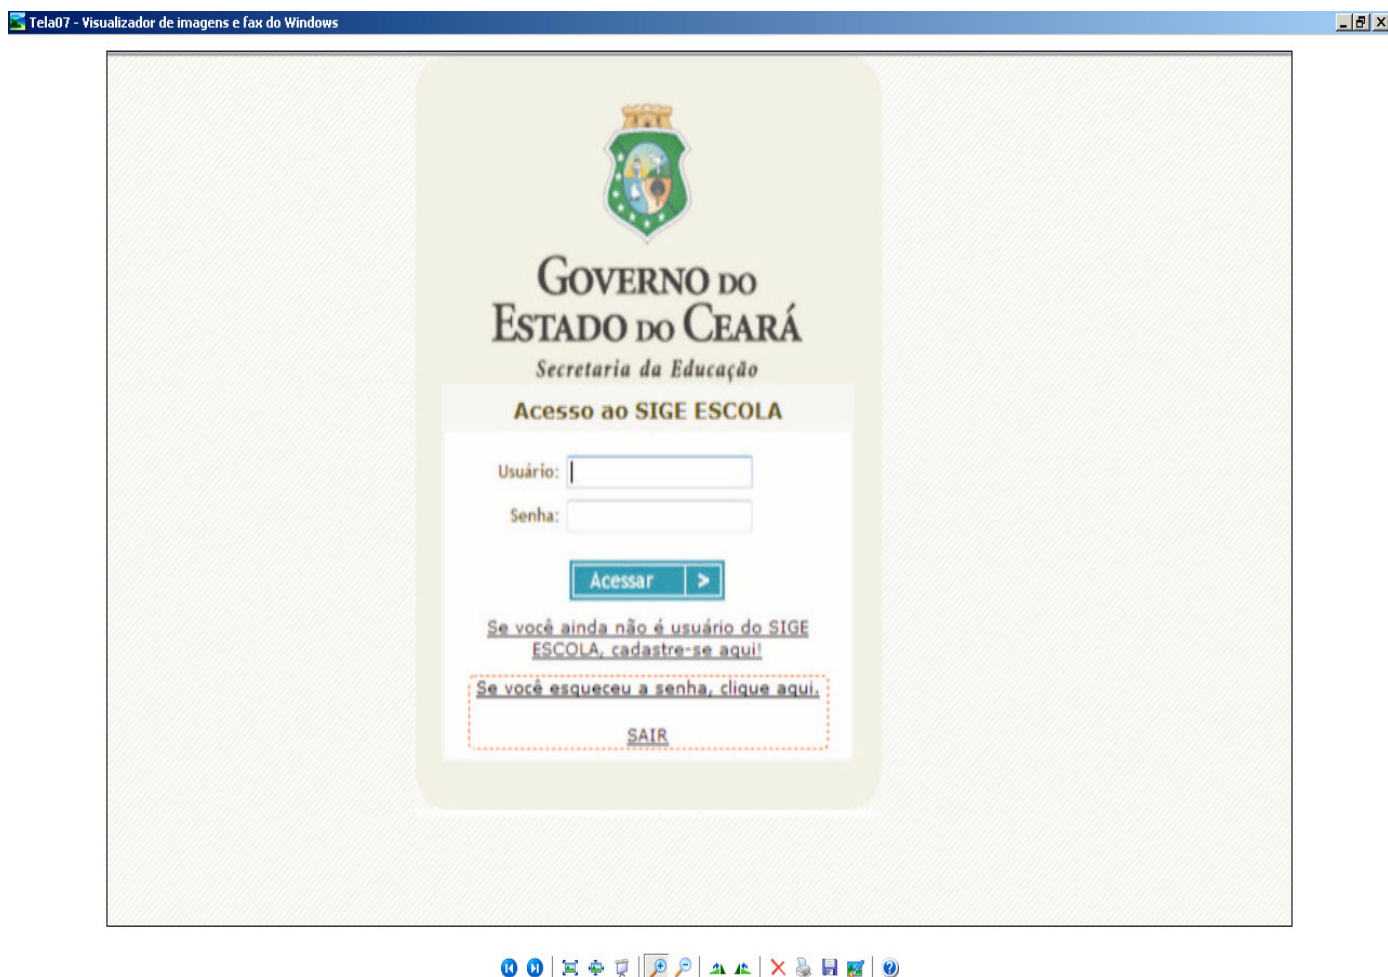 Tela07 - Visualizador de imagens e fax do Windows
GOVERNO DO
ESTADO DO CEARÁ
Secretaria da Educação
Acesso ao SIGE ESCOLA
Usuário:
Senha:
Acessar >
Se você ainda não é usuário do SIGE
ESCOLA, cadastre-se aqui!
Se você esqueceu a senha, clique aqui.
SAIR